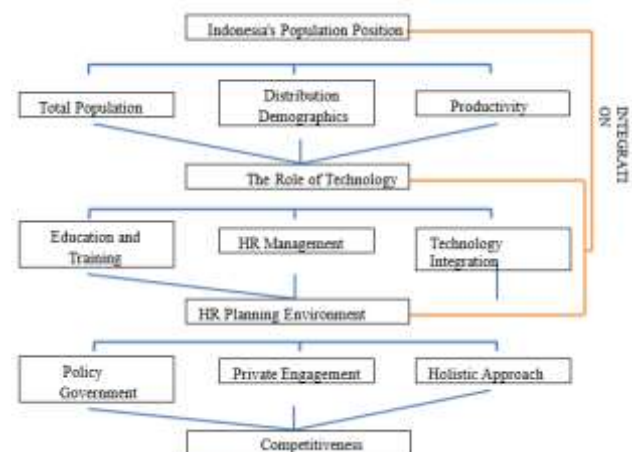 Indonesia's Population Position
Total Population
Distribution
Demographics
Productivity
INTEGRATI
ON
The Role of Technology
Education and
Training
HR Management
Technology
Integration
HR Planning Environment
Policy
Government
Private Engagement
Holistic Approach
Competitiveness